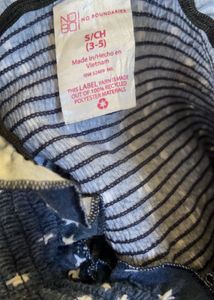 NO
BO
NO BOUNDARIES
S/CH
(3-5)
Made in/Hecho en
Vietnam
THIS LABEL YARN IS MADE
OUT OF 100% RECYCLED
POLYESTER MATERIALS